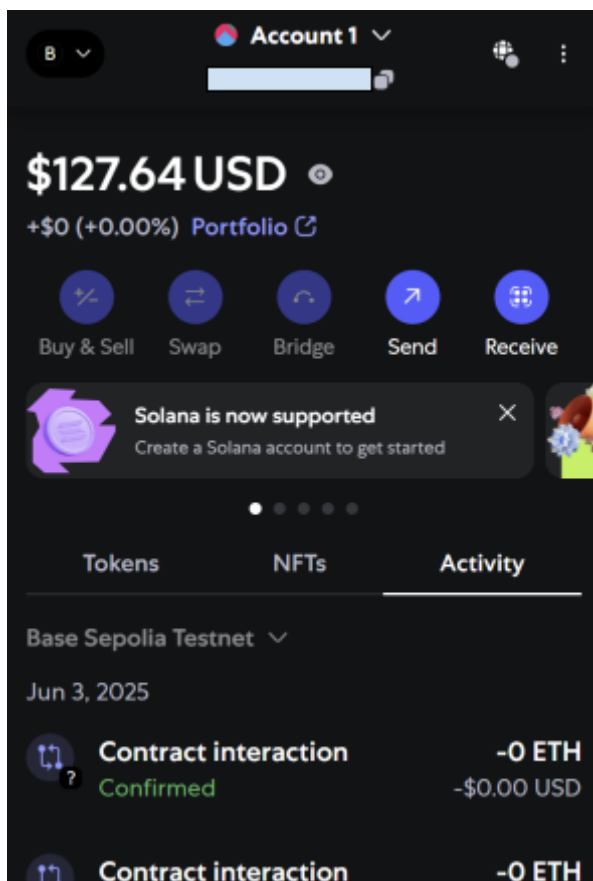 B
Account 1
$127.64 USD
+$0 (+0.00%) Portfolio
Buy & Sell Swap Bridge Send Receive
Solana is now supported
Create a Solana account to get started
Tokens NFTs Activity
Base Sepolia Testnet
Jun 3, 2025
Contract interaction -0 ETH
?
Confirmed -$0.00 USD
Contract interaction -0 ETH